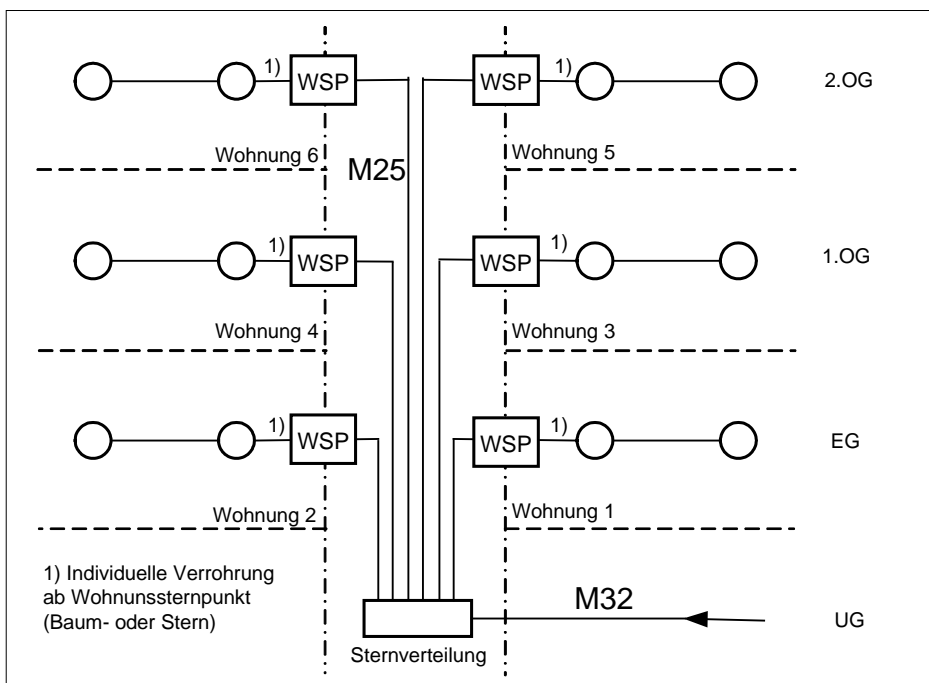 1) WSP WSP 1) 2.OG
Wohnung 6 M25 Wohnung 5
1) WSP WSP 1) 1.OG
Wohnung 4 Wohnung 3
1) WSP WSP 1) EG
Wohnung 2 Wohnung 1
1) Individuelle Verrohrung
ab Wohnunssternpunkt
(Baum- oder Stern)
M32
UG
Sternverteilung